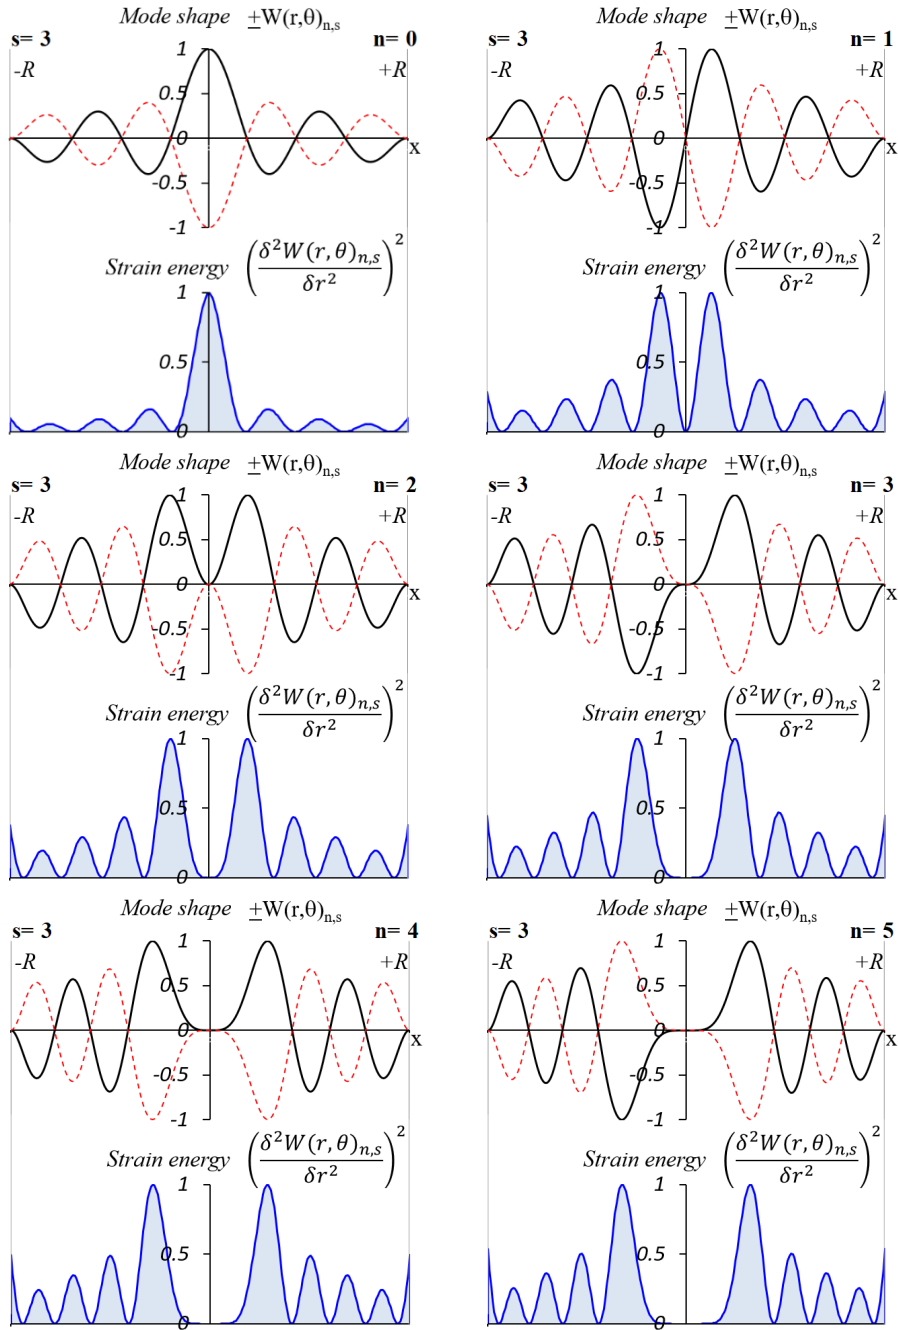 Mode shape ±W(r,θ)n,s
s= 3 n= 0
-R +R
1
0.5
0 x
-0.5
-1
Strain energy (δ²W(r,θ)n,s / δr²)²
1
0.5
0
Mode shape ±W(r,θ)n,s
s= 3 n= 1
-R +R
1
0.5
0 x
-0.5
-1
Strain energy (δ²W(r,θ)n,s / δr²)²
1
0.5
0
Mode shape ±W(r,θ)n,s
s= 3 n= 2
-R +R
1
0.5
0 x
-0.5
-1
Strain energy (δ²W(r,θ)n,s / δr²)²
1
0.5
0
Mode shape ±W(r,θ)n,s
s= 3 n= 3
-R +R
1
0.5
0 x
-0.5
-1
Strain energy (δ²W(r,θ)n,s / δr²)²
1
0.5
0
Mode shape ±W(r,θ)n,s
s= 3 n= 4
-R +R
1
0.5
0 x
-0.5
-1
Strain energy (δ²W(r,θ)n,s / δr²)²
1
0.5
0
Mode shape ±W(r,θ)n,s
s= 3 n= 5
-R +R
1
0.5
0 x
-0.5
-1
Strain energy (δ²W(r,θ)n,s / δr²)²
1
0.5
0